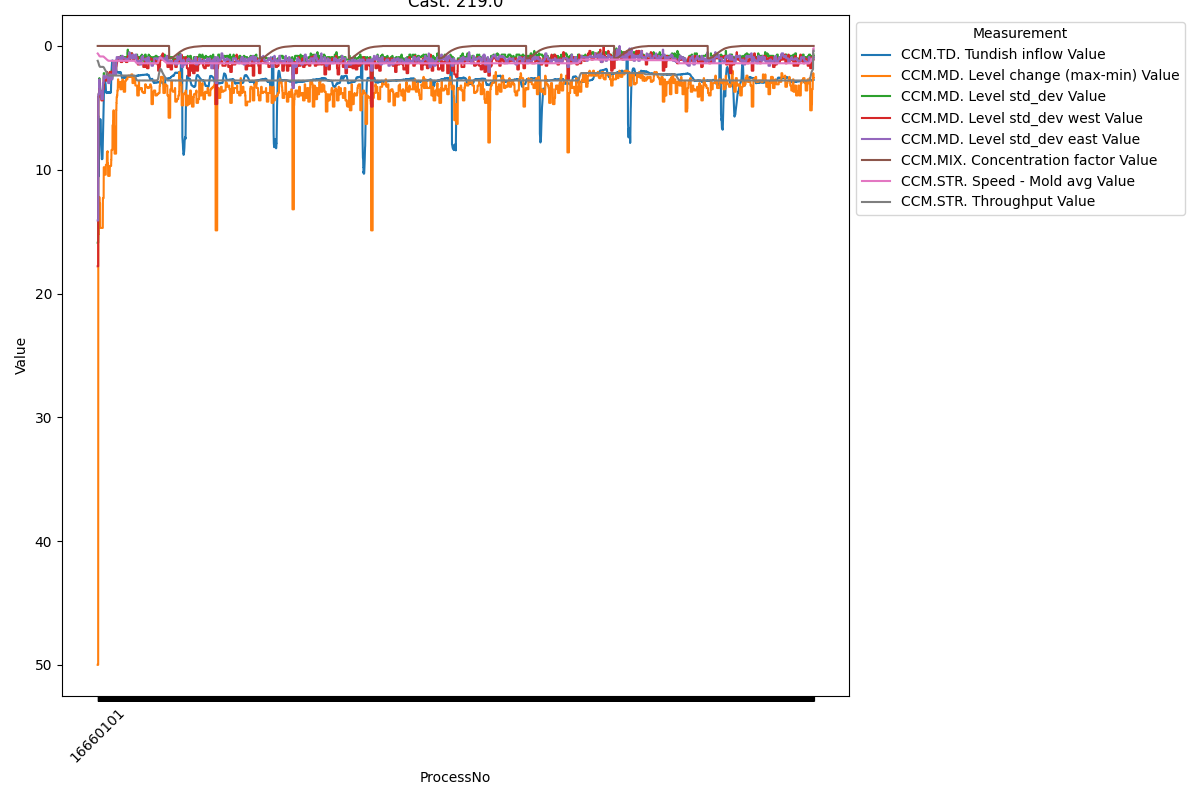 Cast: 219.0
Measurement
CCM.TD. Tundish inflow Value
CCM.MD. Level change (max-min) Value
CCM.MD. Level std_dev Value
CCM.MD. Level std_dev west Value
CCM.MD. Level std_dev east Value
CCM.MIX. Concentration factor Value
CCM.STR. Speed - Mold avg Value
CCM.STR. Throughput Value
0
10
20
30
40
50
Value
16660101
ProcessNo